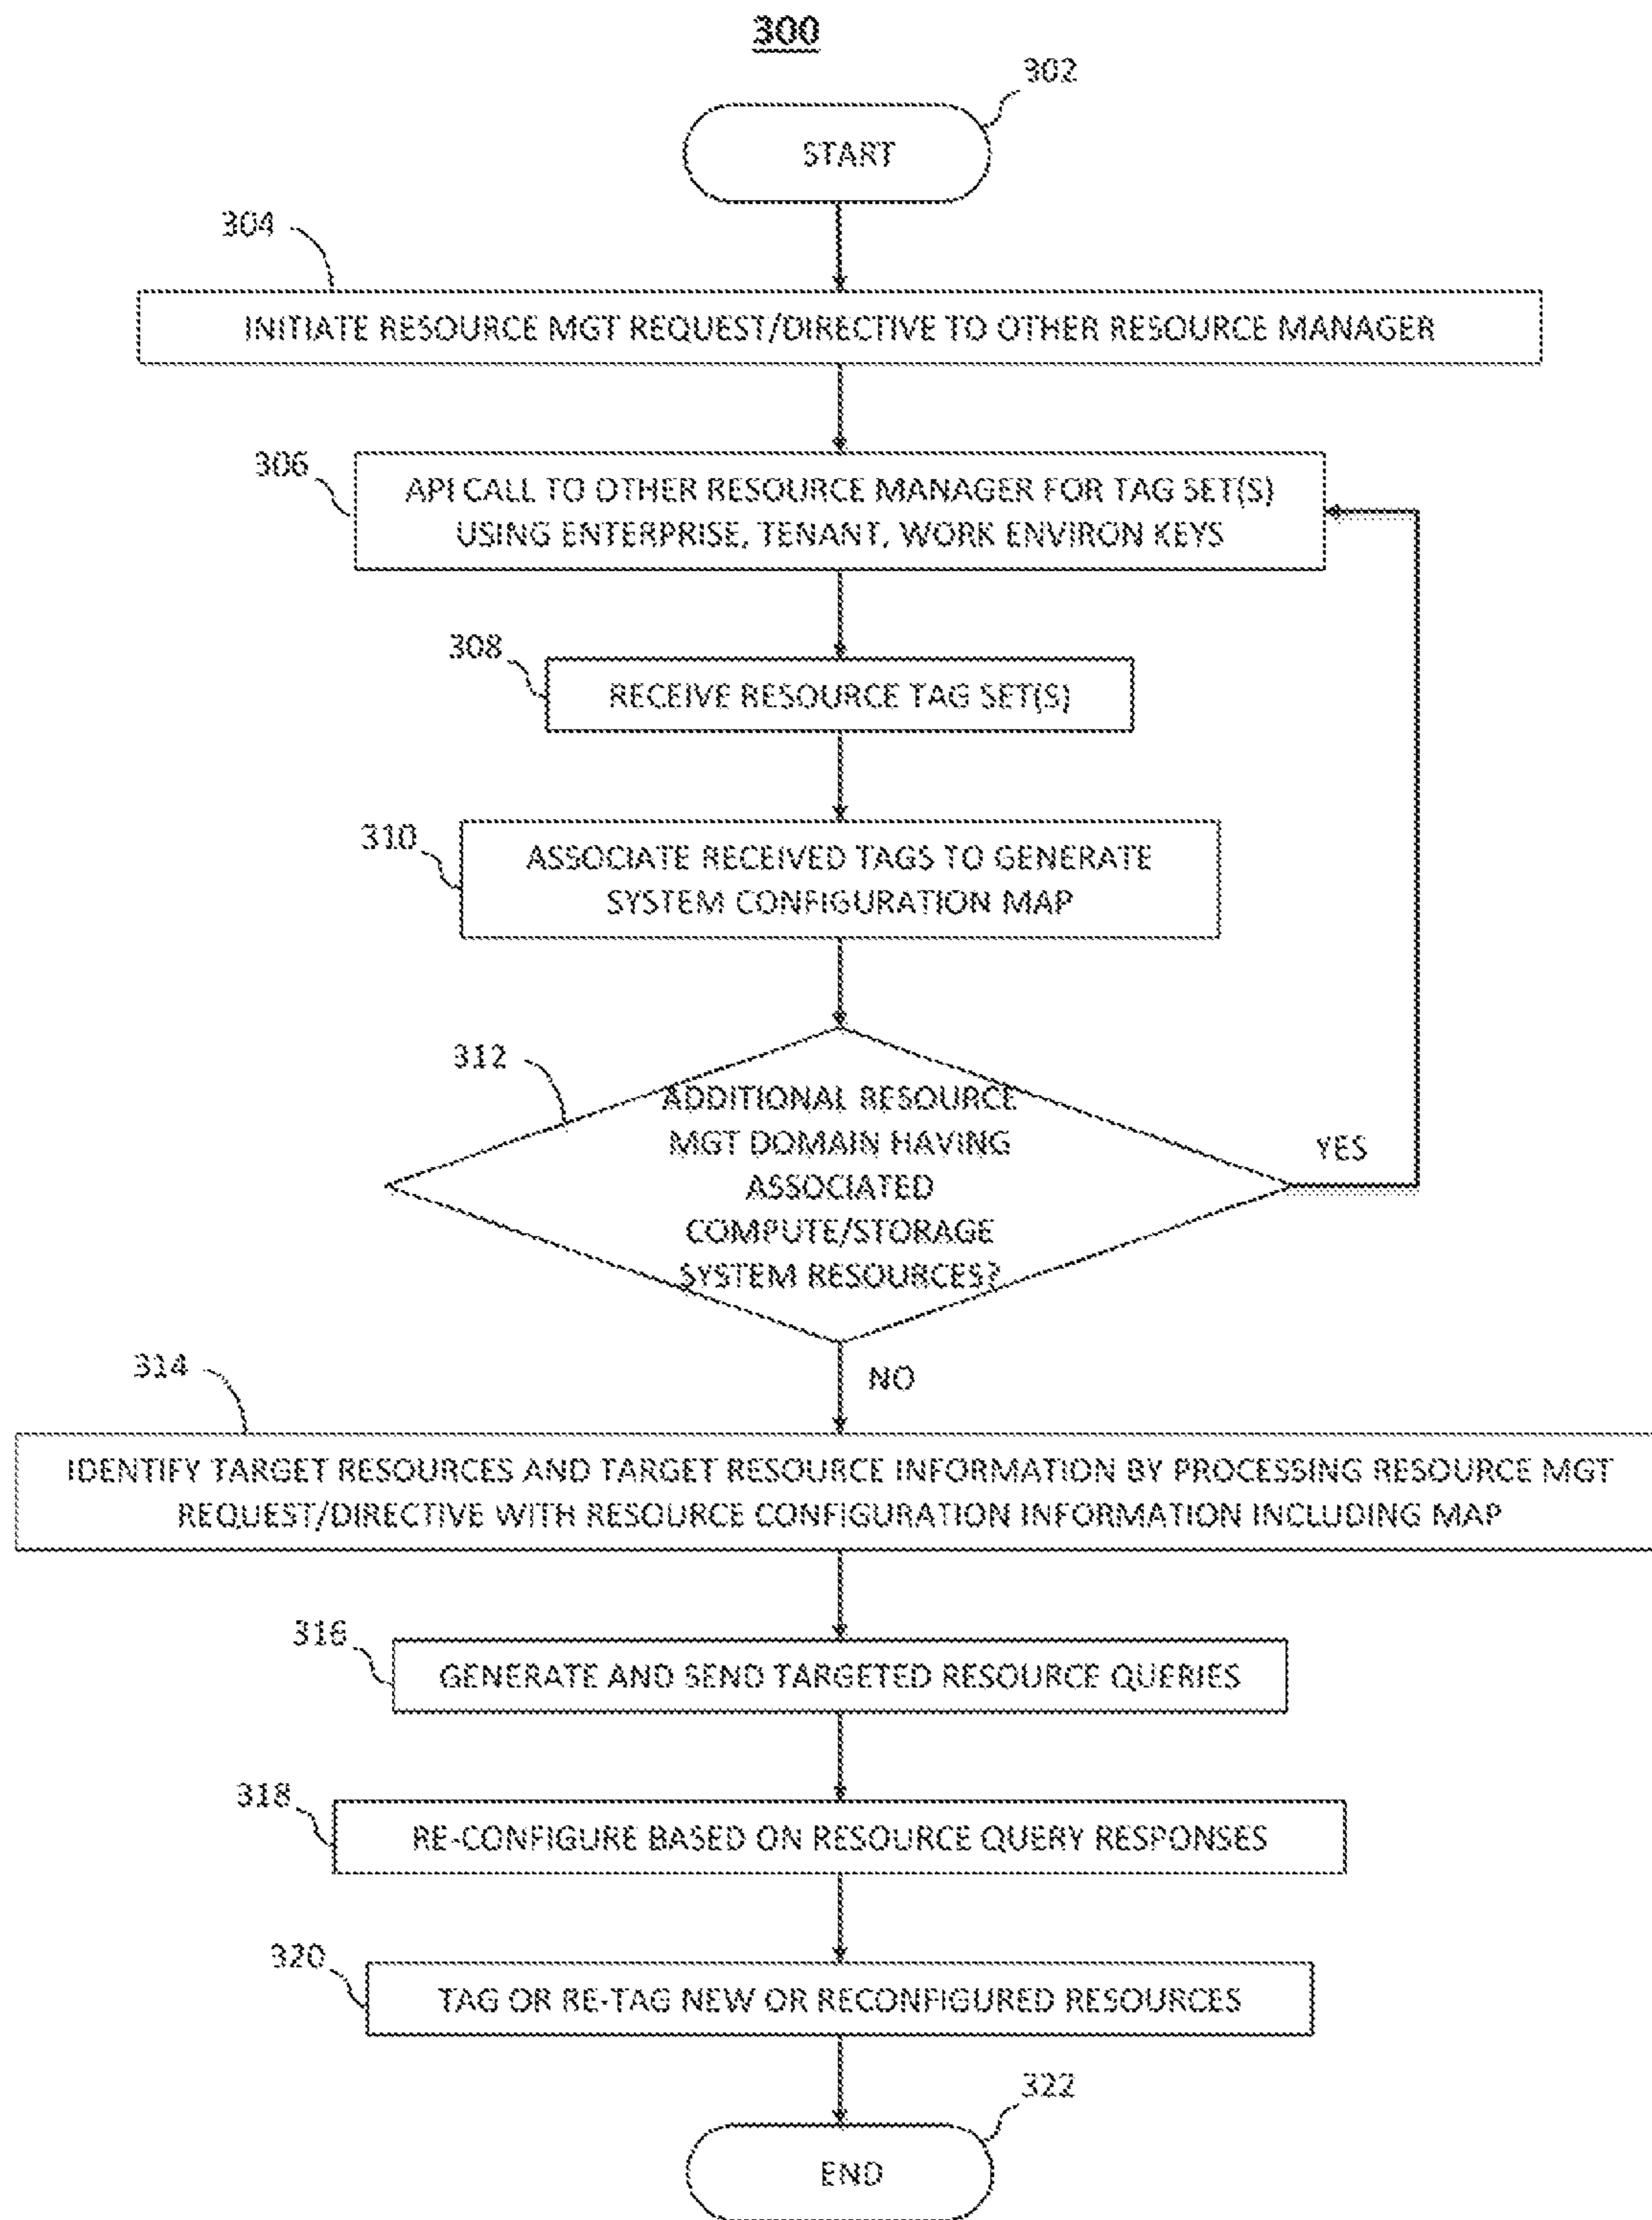 300
302
START
304
INITIATE RESOURCE MGT REQUEST/DIRECTIVE TO OTHER RESOURCE MANAGER
306
API CALL TO OTHER RESOURCE MANAGER FOR TAG SET(S)
USING ENTERPRISE, TENANT, WORK ENVIRON KEYS
308
RECEIVE RESOURCE TAG SET(S)
310
ASSOCIATE RECEIVED TAGS TO GENERATE
SYSTEM CONFIGURATION MAP
312
ADDITIONAL RESOURCE
MGT DOMAIN HAVING
ASSOCIATED
COMPUTE/STORAGE
SYSTEM RESOURCES?
YES
NO
314
IDENTIFY TARGET RESOURCES AND TARGET RESOURCE INFORMATION BY PROCESSING RESOURCE MGT
REQUEST/DIRECTIVE WITH RESOURCE CONFIGURATION INFORMATION INCLUDING MAP
316
GENERATE AND SEND TARGETED RESOURCE QUERIES
318
RE-CONFIGURE BASED ON RESOURCE QUERY RESPONSES
320
TAG OR RE-TAG NEW OR RECONFIGURED RESOURCES
322
END